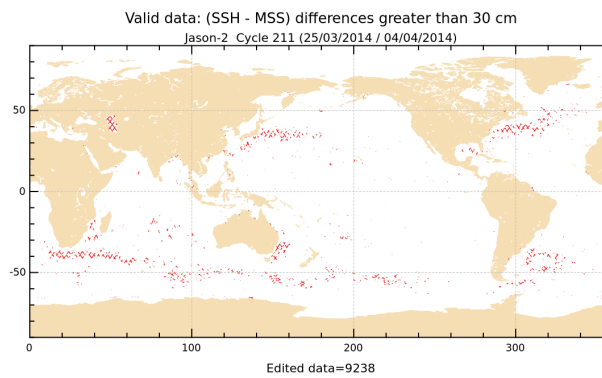 Valid data: (SSH - MSS) differences greater than 30 cm
Jason-2 Cycle 211 (25/03/2014 / 04/04/2014)
50
0
-50
0 100 200 300
Edited data=9238